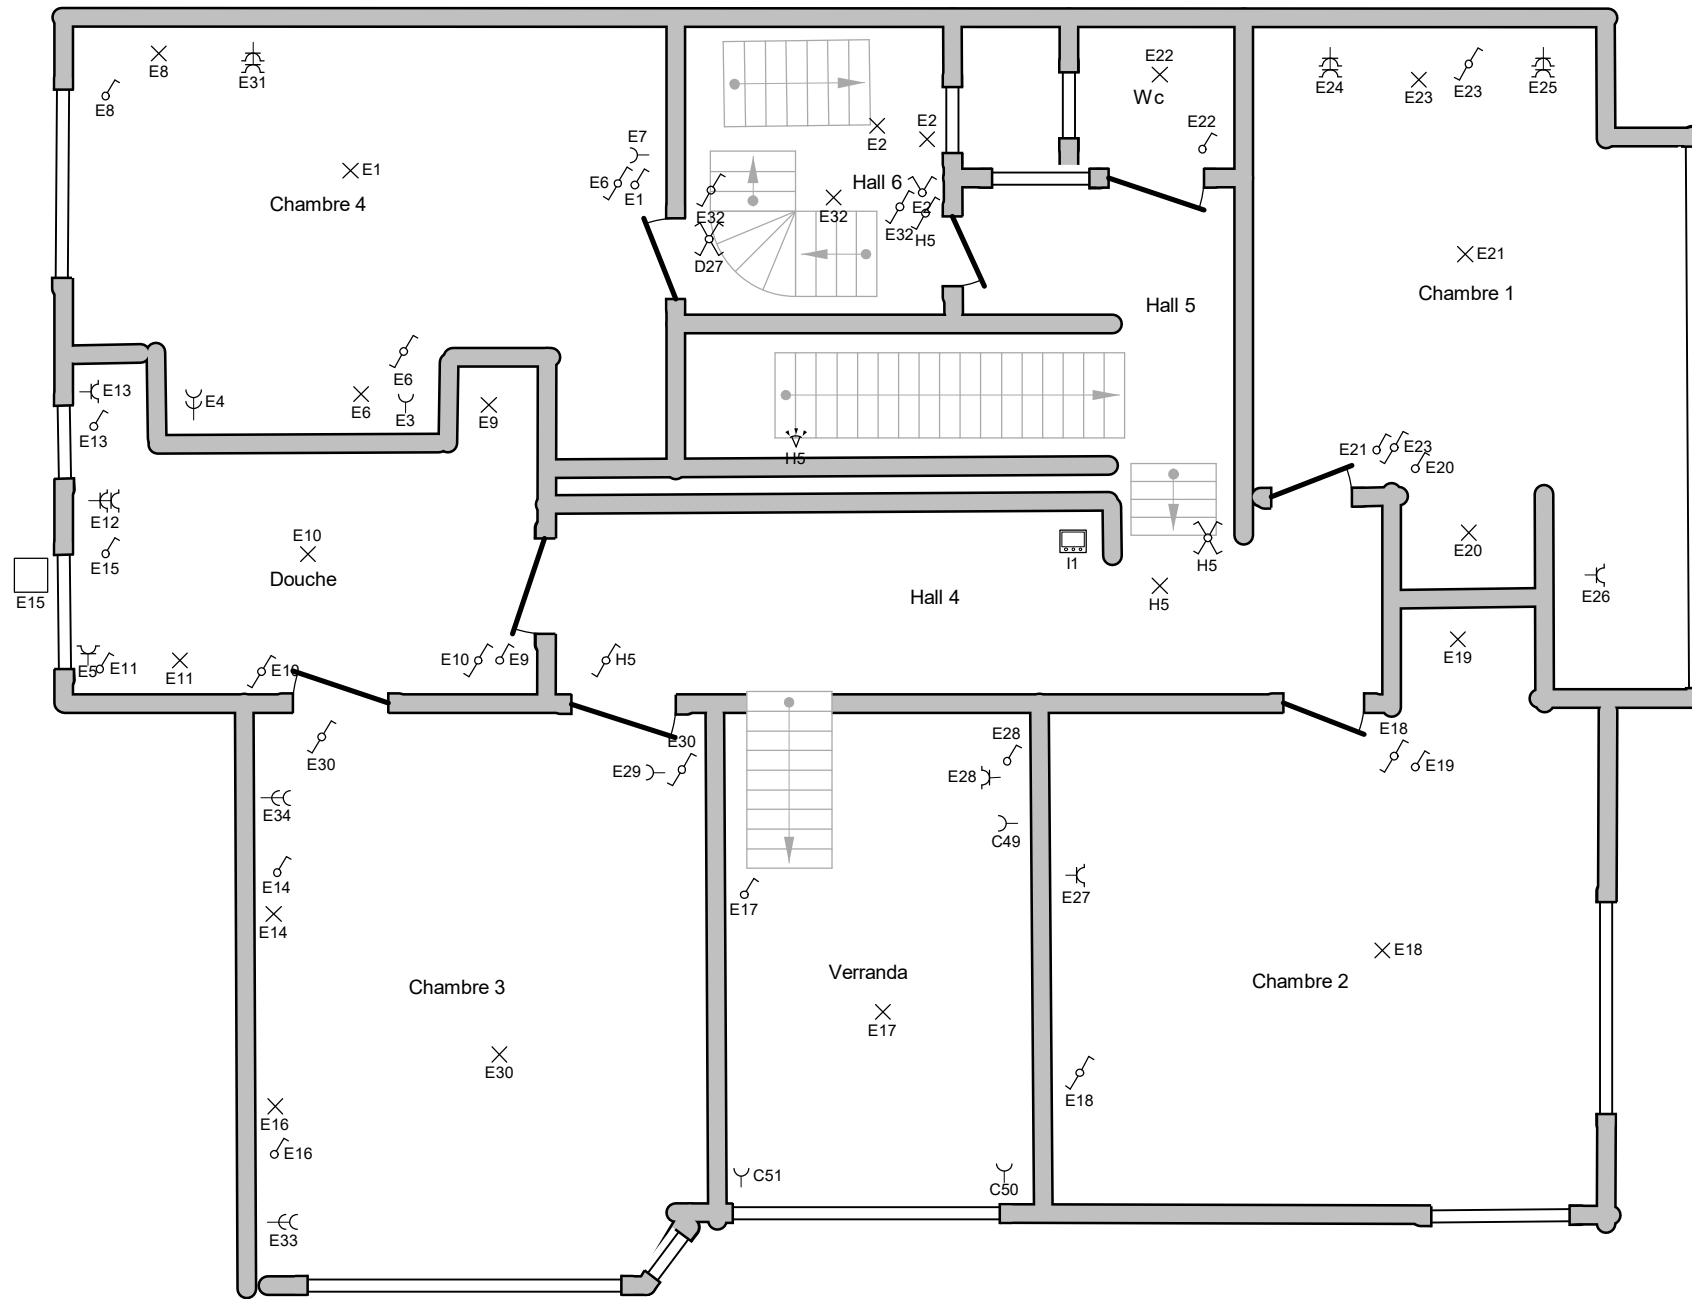 E8
E31
E8
E22
Wc
E22
E24
E23
E23
E25
E7
E2
E2
E1
Chambre 4
E6
E1
E32
Hall 6
E32
E2
E32
H5
D27
E21
Chambre 1
Hall 5
E6
E13
E4
E6
E3
E9
E13
H5
E21
E23
E20
E12
E10
E15
Douche
E15
I1
H5
E20
H5
Hall 4
E26
E5
E11
E11
E10
E10
E9
H5
E19
E30
E30
E29
E28
E28
E18
E19
E34
C49
E14
E14
E17
E27
Chambre 3
Verranda
E17
E18
Chambre 2
E30
E18
E16
E16
C51
C50
E33